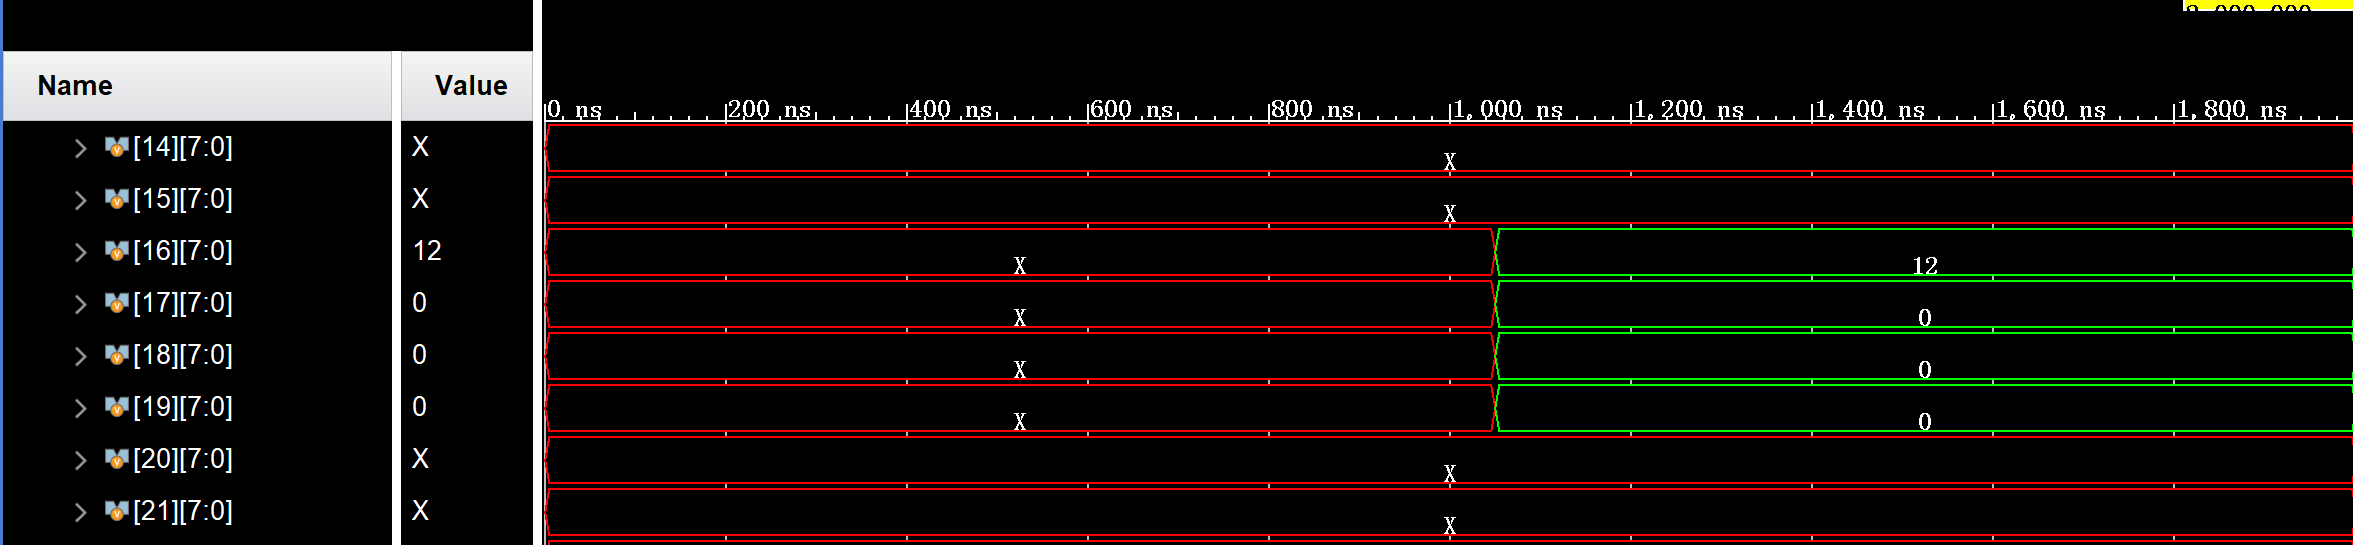 Name Value
0 ns 200 ns 400 ns 600 ns 800 ns 1,000 ns 1,200 ns 1,400 ns 1,600 ns 1,800 ns
[14][7:0] X X
[15][7:0] X X
[16][7:0] 12 X 12
[17][7:0] 0 X 0
[18][7:0] 0 X 0
[19][7:0] 0 X 0
[20][7:0] X X
[21][7:0] X X